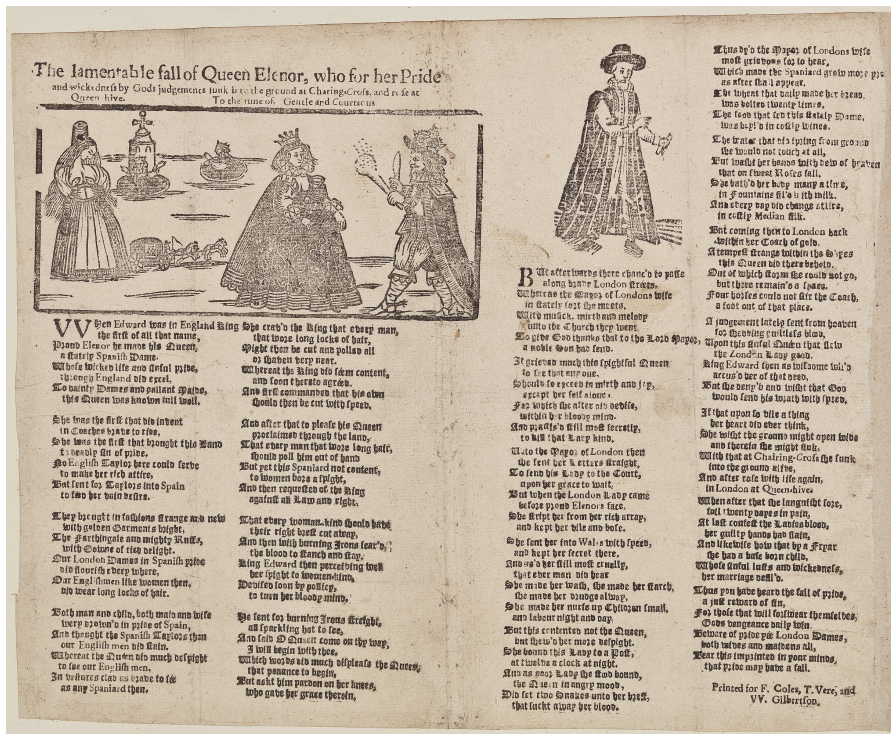 The lamentable fall of Queen Elenor, who for her Pride
and wickedness by Gods judgements sunk into the ground at Charing-Cross, and rose at
Queen hive. To the tune of, Gentle and Courteous
VVHen Edward was in England King
the first of all that name,
Proud Elenor he made his Queen,
a stately Spanish Dame.
Whose wicked life and sinful pride,
through England did excel,
To dainty Dames and gallant Maids,
this Queen was known full well.
She was the first that did invent
in Coaches brave to ride,
She was the first that brought this Land
to deadly sin of pride.
No English Taylor here could serve
to make her rich attire,
But sent for Taylors into Spain
to feed her vain desire.
They brought in fashions strange and new
with golden Garments bright,
The Farthingale and mighty Ruffs,
with Gowns of rich delight.
Our London Dames in Spanish pride
did flourish every where,
Our Englishmen like women then,
did wear long locks of hair.
Both man and child, both maid and wife
were drown'd in pride of Spain,
And thought the Spanish Taylors then
our English men did stain.
Whereat the Queen did much despight
to see our English men,
In vestures clad as brave to see
as any Spaniard then.
She crav'd the King that every man,
that wore long locks of hair,
Might then be cut and polled all
or shaven very near.
Whereat the King did seem content,
and soon thereto agreed.
And first commanded that his own
should then be cut with speed.
And after that to please his Queen
proclaimed through the land,
That every man that wore long hair,
should poll him out of hand
But yet this Spaniard not content,
to women bore a spight,
And then requested of the King
against all Law and right.
That every woman-kind should have
their right brest cut away,
And then with burning Irons sear'd,
the blood to stanch and stay.
King Edward then perceiving well
her spight to womenkind,
Devised soon by pollicy,
to turn her bloody mind.
He sent for burning Irons streight,
all sparkling hot to see,
And said O Queen come on thy way,
I will begin with thee.
Which words did much displease the Queen,
that penance to begin,
But askt him pardon on her knees,
who gave her grace therein,
BUt afterwards there chanc'd to passe
along brave London streets,
Whereas the Mayor of Londons wife
in stately sort she meets.
With musick, mirth and melody
unto the Church they went,
To give God thanks that to the Lord Mayor,
a noble Son had send.
It grieved much this spightful Queen
to see that any one.
Should so exceed in mirth and joy,
except her self alone:
For which she after did devise,
within her bloody mind.
And practis'd still most secretly,
to kill that Lady kind,
Unto the Mayor of London then
she sent her Letters straight,
To send his Lady to the Court,
upon her grace to wait.
But when the London Lady came
before proud Elenors face.
She stript her from her rich array,
and kept her vile and base.
She sent her into Wales with speed,
and kept her secret there.
And us'd her still most cruelly,
that ever man did hear
She made her wash, she made her starch,
she made her drudge alway,
She made her nurse up Children small,
and labour night and day.
But this contented not the Queen,
but shew'd her more despight.
She bound this Lady to a Post,
at twelve a clock at night.
And as poor Lady she stood bound,
the Queen in angry mood,
Did set two Snakes unto her brest,
that suckt away her blood.
Thus dy'd the Mayor of Londons wife
most grievous for to hear,
Which made the Spaniard grow more pro
as after shall appear.
The wheat that daily made her bread,
was bolted twenty times,
The food that fed this stately Dame,
was boyl'd in costly wines.
The water that did spring from ground
she would not touch at all,
But washt her hands with dew of heaven
that on sweet Roses fall.
She bath'd her body many a time,
in Fountains fil'd with milk.
And every day did change attire,
in costly Median silk.
But coming then to London back
within her Coach of gold.
A tempest strange within the Skyes
this Queen did there behold.
Out of which storm she could not go,
but there remain'd a space,
Four horses could not stir the Coach,
a foot out of that place.
A judgement lately sent from heaven
for shedding guiltless blood,
Upon this sinful Queen that slew
the London Lady good.
King Edward then as wisdome wil'd
accus'd her of that deed,
But she deny'd and wisht that God
would send his wrath with speed.
If that upon so vile a thing
her heart did ever think,
She wisht the ground might open wide
and therein she might sink.
With that at Chairing-Cross she sunk
into the ground alive,
And after rose with life again,
in London at Queen-hive.
When after that she languisht sore,
full twenty dayes in pain,
At last confest the Ladies blood,
her guilty hands had slain,
And likewise how that by a Fryar
she had a base born child,
Whose sinful lusts and wickedness,
her marriage defil'd.
Thus you have heard the fall of pride,
a just reward of sin,
For those that will forswear themselves,
Gods vengeance daily win.
Beware of pride ye London Dames,
both wives and maidens all,
Bear this imprinted in your minds,
that pride may have a fall.
Printed for F. Coles, T. Vere, and
VV. Gilbertson.